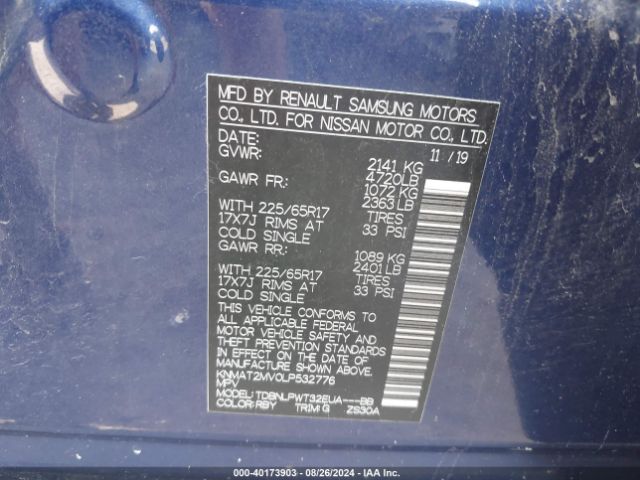 MFD BY RENAULT SAMSUNG MOTORS
CO., LTD. FOR NISSAN MOTOR CO., LTD.
DATE: 11 / 19
GVWR: 2141 KG
4720LB
GAWR FR: 1072 KG
2363 LB
WITH 225/65R17 TIRES
17X7J RIMS AT 33 PSI
COLD SINGLE
GAWR RR: 1089 KG
2401 LB
WITH 225/65R17 TIRES
17X7J RIMS AT 33 PSI
COLD SINGLE
THIS VEHICLE CONFORMS TO
ALL APPLICABLE FEDERAL
MOTOR VEHICLE SAFETY AND
THEFT PREVENTION STANDARDS
IN EFFECT ON THE DATE OF
MANUFACTURE SHOWN ABOVE.
KNMAT2MV0LP532776
MPV
MODEL: TDBNLPWT32EUA---BB
COLOR: RBY TRIM: G ZS30A
000-40173903 - 08/26/2024 - IAA Inc.